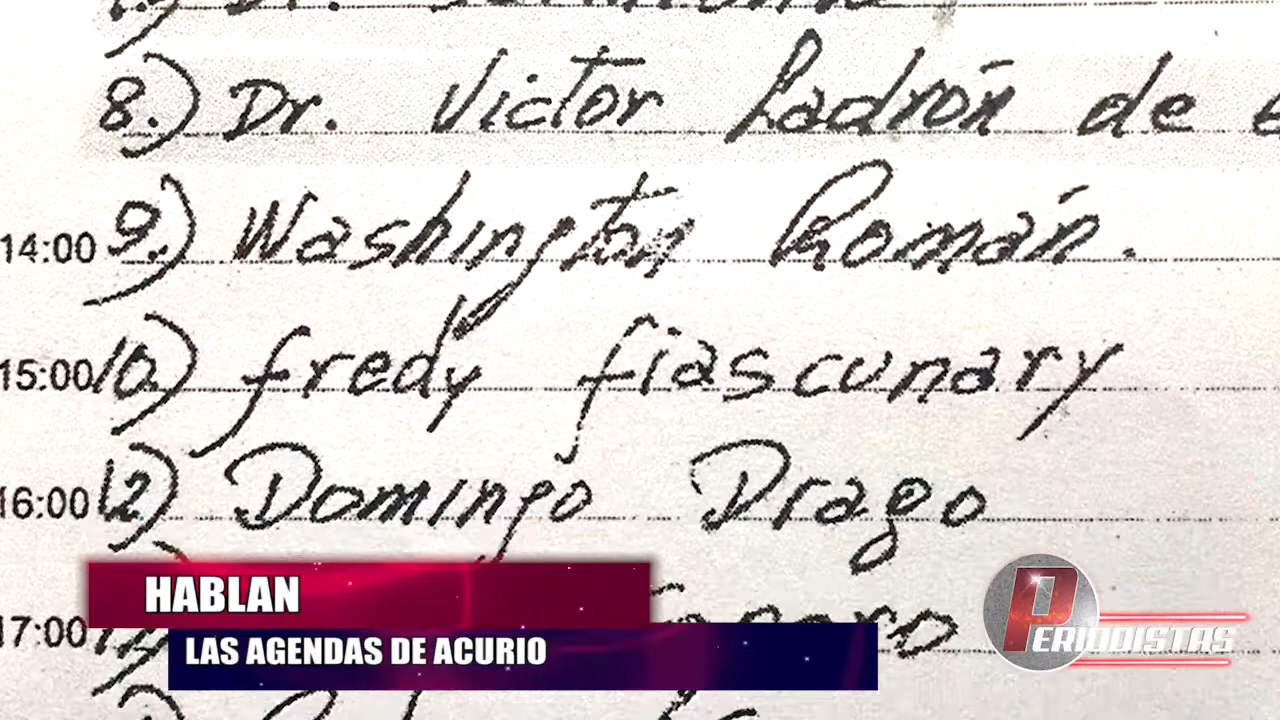 8.) Dr. Victor Ladrón de
14:00 9.) Washington Román.
15:00 10.) fredy fiascunary
16:00 12) Domingo Drago
HABLAN
17:00
LAS AGENDAS DE ACURIO
PERIODISTAS